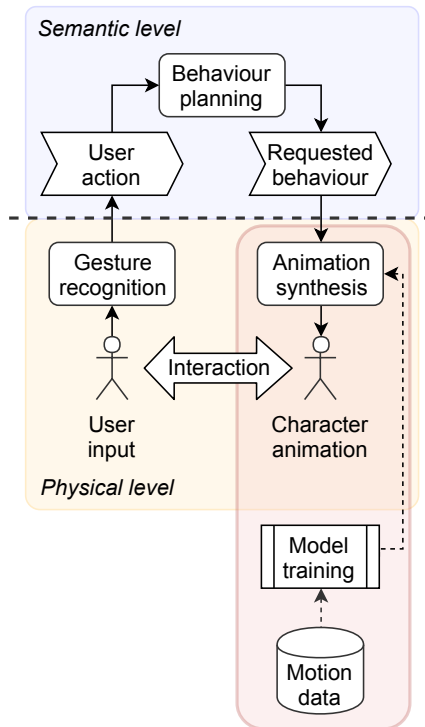 Semantic level
Behaviour
planning
User
action
Requested
behaviour
Gesture
recognition
Animation
synthesis
Interaction
User
input
Character
animation
Physical level
Model
training
Motion
data